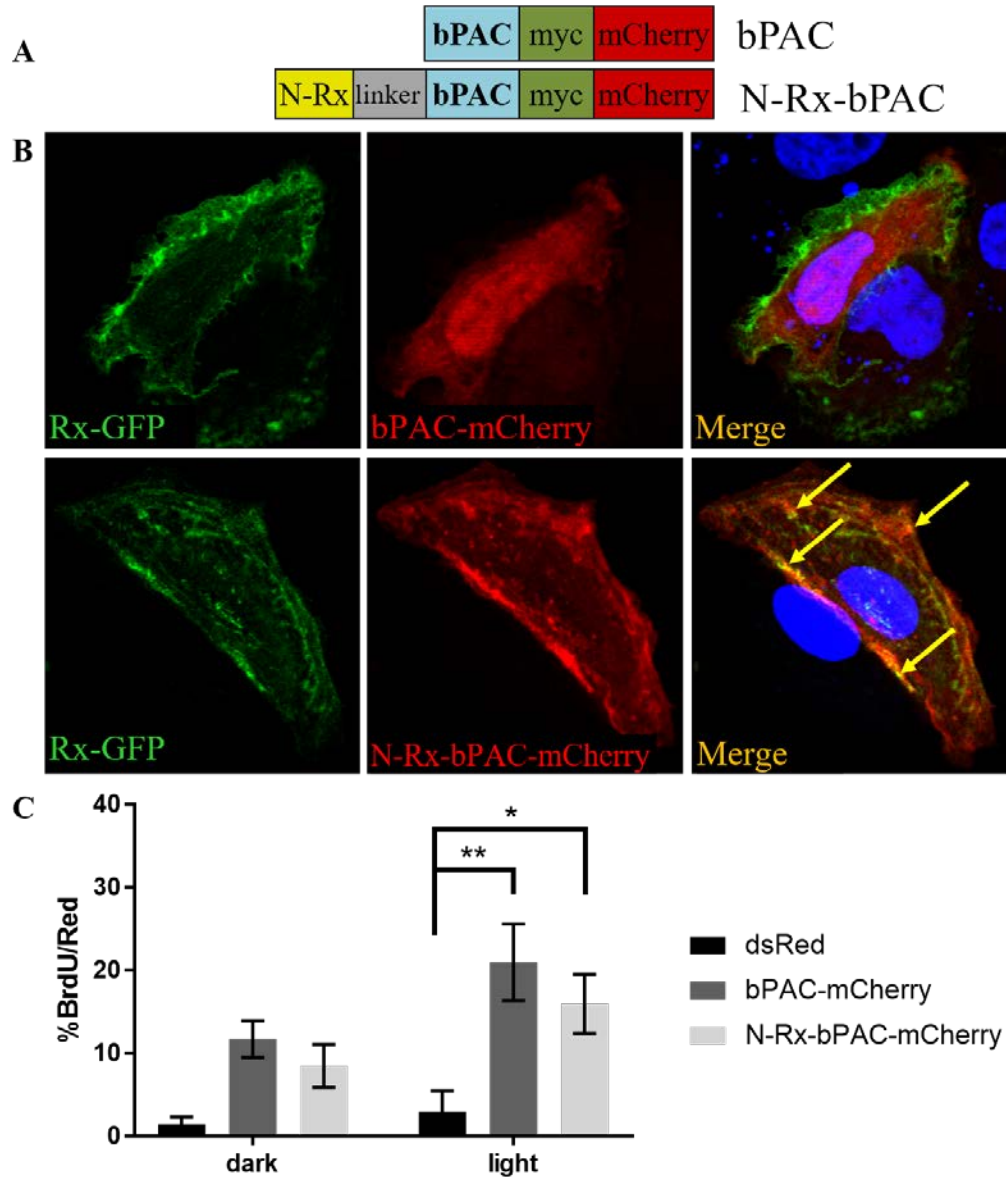 A
bPAC myc mCherry bPAC
N-Rx linker bPAC myc mCherry N-Rx-bPAC
B
Rx-GFP bPAC-mCherry Merge
Rx-GFP N-Rx-bPAC-mCherry Merge
C
%BrdU/Red
40
30
20
10
0
*
**
dark light
dsRed
bPAC-mCherry
N-Rx-bPAC-mCherry